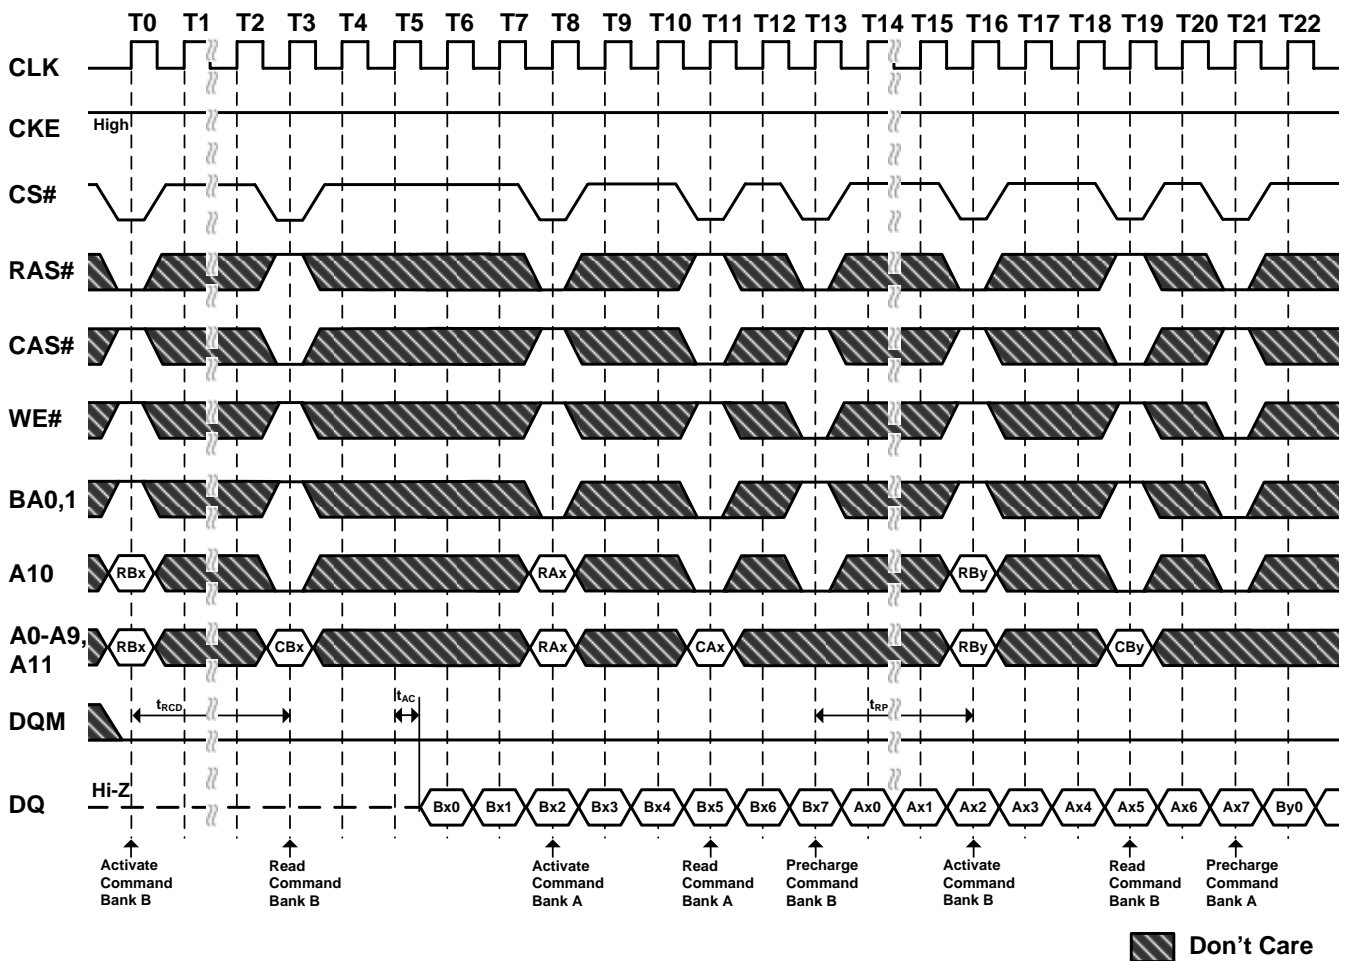 T0 T1 T2 T3 T4 T5 T6 T7 T8 T9 T10 T11 T12 T13 T14 T15 T16 T17 T18 T19 T20 T21 T22
CLK
CKE High
CS#
RAS#
CAS#
WE#
BA0,1
A10 RBx RAx RBy
A0-A9,
A11 RBx CBx RAx CAx RBy CBy
DQM tRCD tAC tRP
DQ Hi-Z Bx0 Bx1 Bx2 Bx3 Bx4 Bx5 Bx6 Bx7 Ax0 Ax1 Ax2 Ax3 Ax4 Ax5 Ax6 Ax7 By0
Activate
Command
Bank B
Read
Command
Bank B
Activate
Command
Bank A
Read
Command
Bank A
Precharge
Command
Bank B
Activate
Command
Bank B
Read
Command
Bank B
Precharge
Command
Bank A
Don't Care